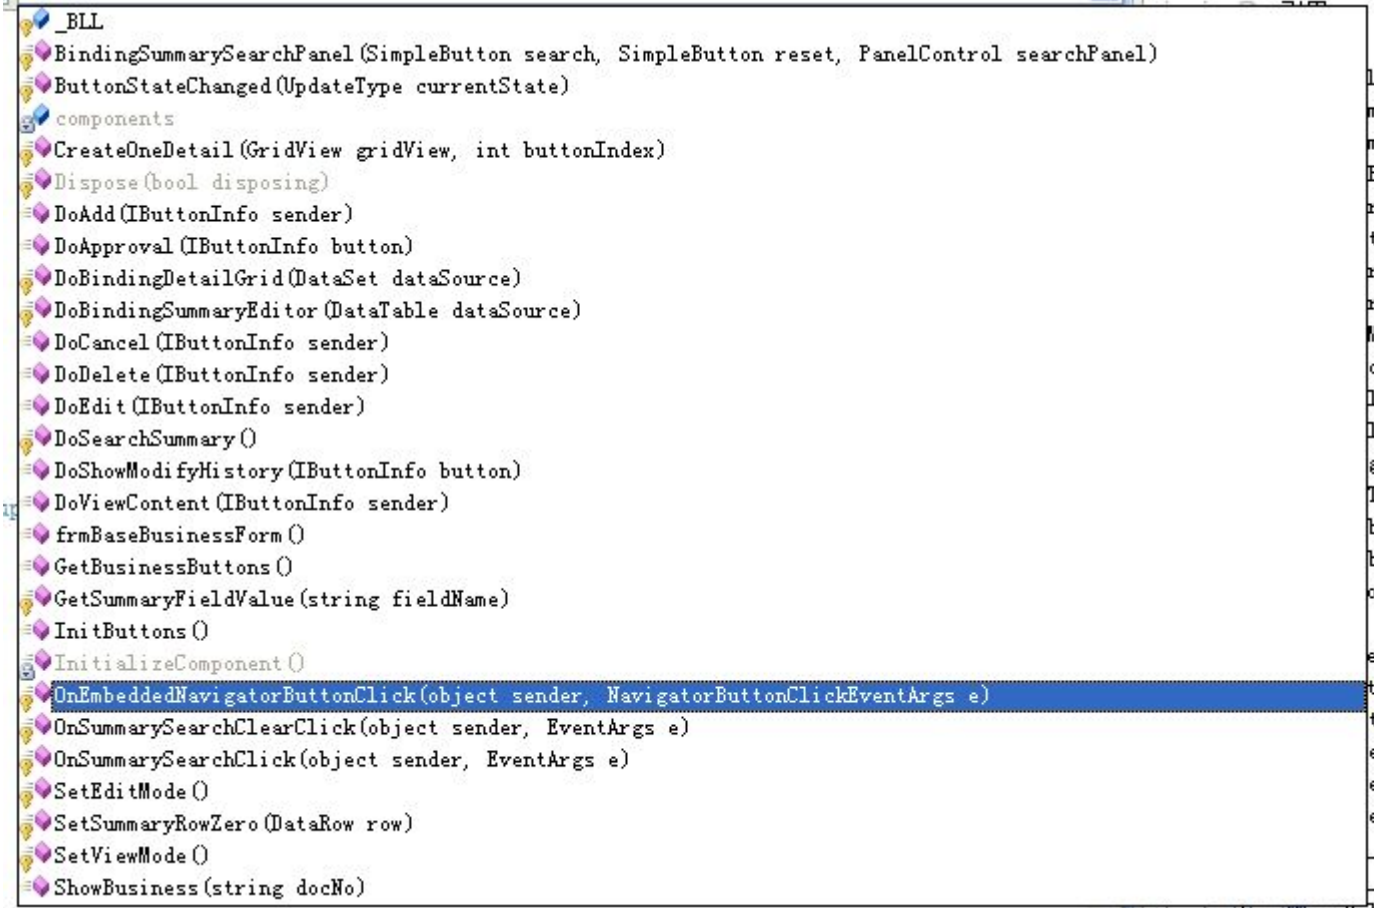 _BLL
BindingSummarySearchPanel(SimpleButton search, SimpleButton reset, PanelControl searchPanel)
ButtonStateChanged(UpdateType currentState)
components
CreateOneDetail(GridView gridView, int buttonIndex)
Dispose(bool disposing)
DoAdd(IButtonInfo sender)
DoApproval(IButtonInfo button)
DoBindingDetailGrid(DataSet dataSource)
DoBindingSummaryEditor(DataTable dataSource)
DoCancel(IButtonInfo sender)
DoDelete(IButtonInfo sender)
DoEdit(IButtonInfo sender)
DoSearchSummary()
DoShowModifyHistory(IButtonInfo button)
DoViewContent(IButtonInfo sender)
frmBaseBusinessForm()
GetBusinessButtons()
GetSummaryFieldValue(string fieldName)
InitButtons()
InitializeComponent()
OnEmbeddedNavigatorButtonClick(object sender, NavigatorButtonClickEventArgs e)
OnSummarySearchClearClick(object sender, EventArgs e)
OnSummarySearchClick(object sender, EventArgs e)
SetEditMode()
SetSummaryRowZero(DataRow row)
SetViewMode()
ShowBusiness(string docNo)